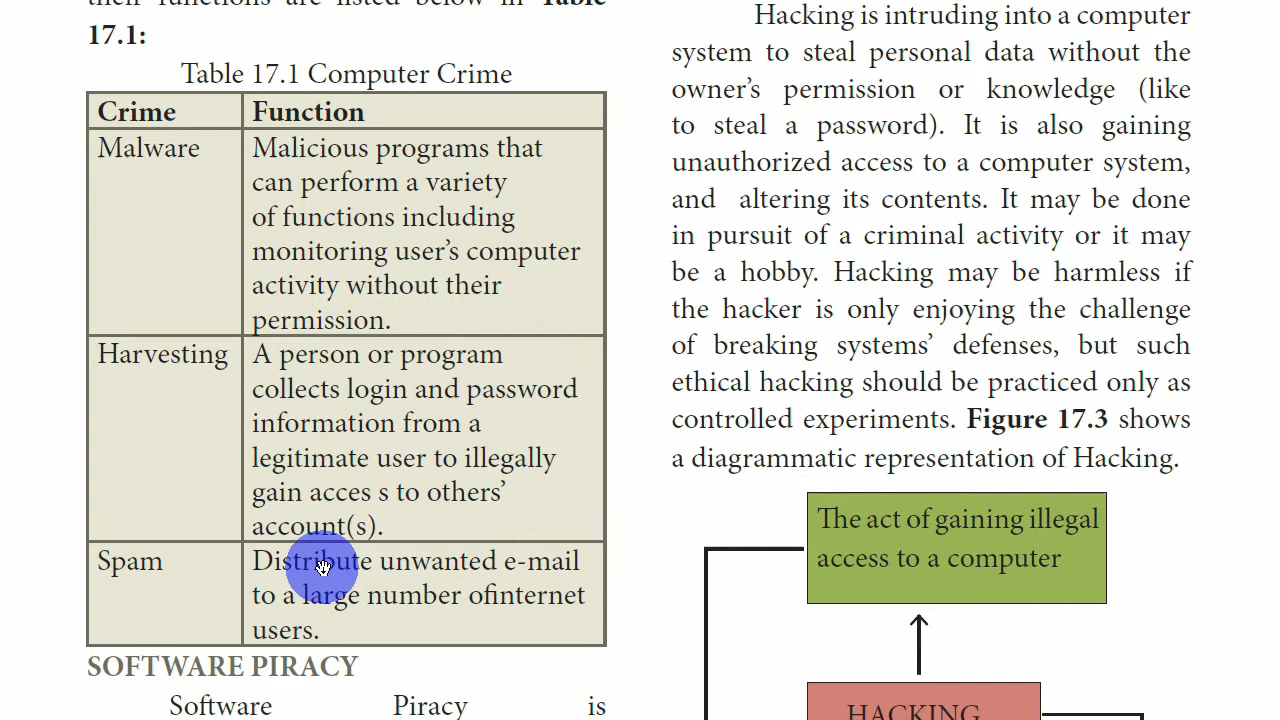 their functions are listed below in Table
17.1:
Table 17.1 Computer Crime
Crime
Function
Malware
Malicious programs that
can perform a variety
of functions including
monitoring user's computer
activity without their
permission.
Harvesting
A person or program
collects login and password
information from a
legitimate user to illegally
gain acces s to others'
account(s).
Spam
Distribute unwanted e-mail
to a large number ofinternet
users.
SOFTWARE PIRACY
Software Piracy is
Hacking is intruding into a computer
system to steal personal data without the
owner's permission or knowledge (like
to steal a password). It is also gaining
unauthorized access to a computer system,
and altering its contents. It may be done
in pursuit of a criminal activity or it may
be a hobby. Hacking may be harmless if
the hacker is only enjoying the challenge
of breaking systems' defenses, but such
ethical hacking should be practiced only as
controlled experiments. Figure 17.3 shows
a diagrammatic representation of Hacking.
The act of gaining illegal
access to a computer
HACKING